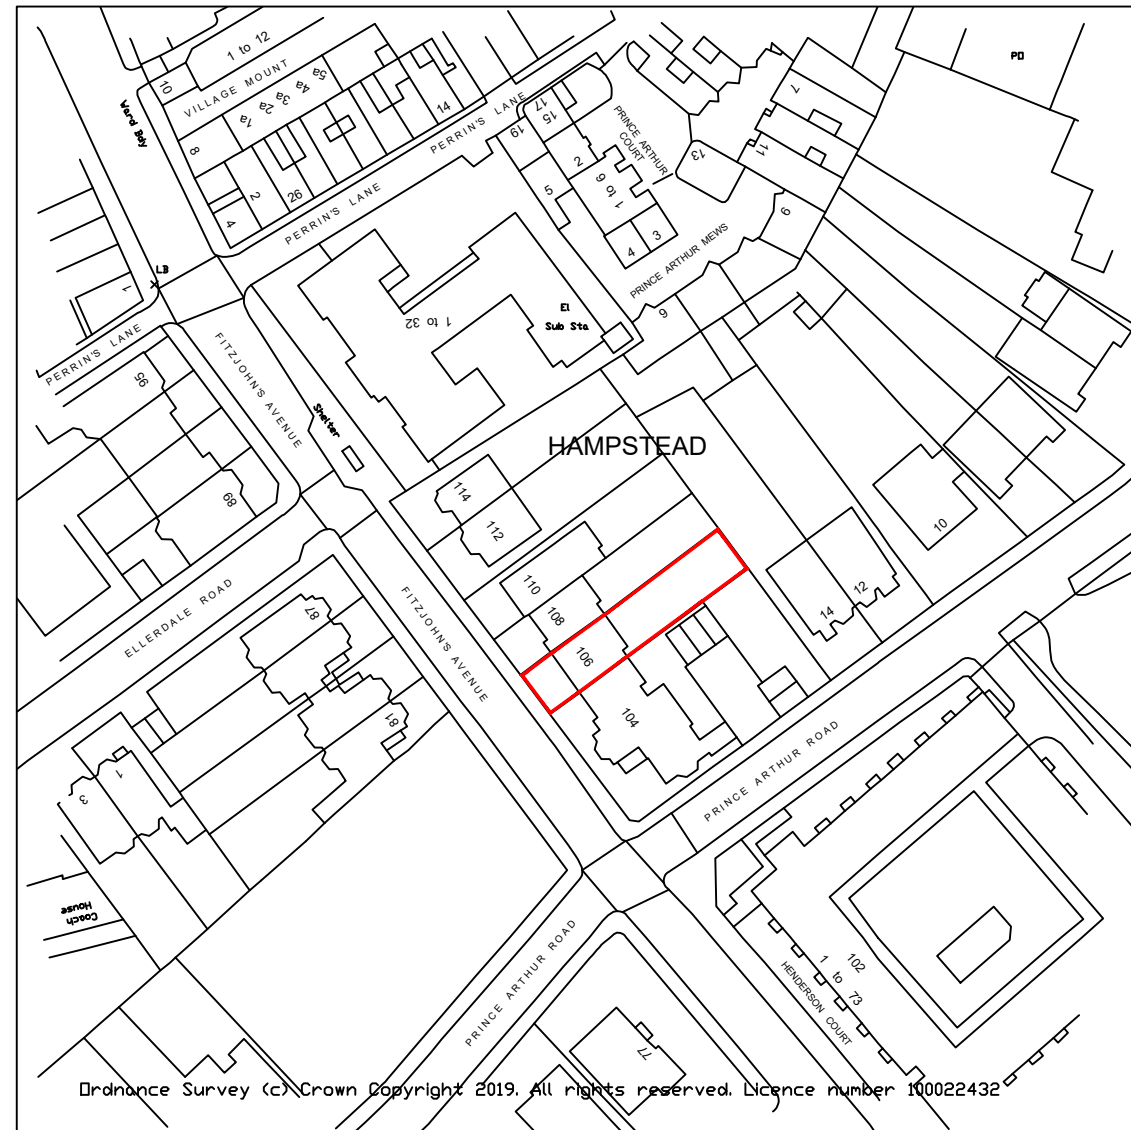 1 to 12
VILLAGE MOUNT
10
5a
4a
3a
2a
7a
8
14
Ward Bdy
2
4
26
PERRIN'S LANE
PERRIN'S LANE
17
15
19
PRINCE ARTHUR
COURT
2
5
1 to 9
4
3
13
11
7
PO
9
PRINCE ARTHUR MEWS
LB
1
PERRIN'S LANE
95
FITZJOHN'S AVENUE
Shelter
1 to 32
El
Sub Sta
9
HAMPSTEAD
89
114
112
110
108
106
104
10
12
14
ELLERDALE ROAD
87
81
FITZJOHN'S AVENUE
1
3
Coach
House
PRINCE ARTHUR ROAD
PRINCE ARTHUR ROAD
102
1 to 73
HENDERSON COURT
77
Ordnance Survey (c) Crown Copyright 2019. All rights reserved. Licence number 100022432